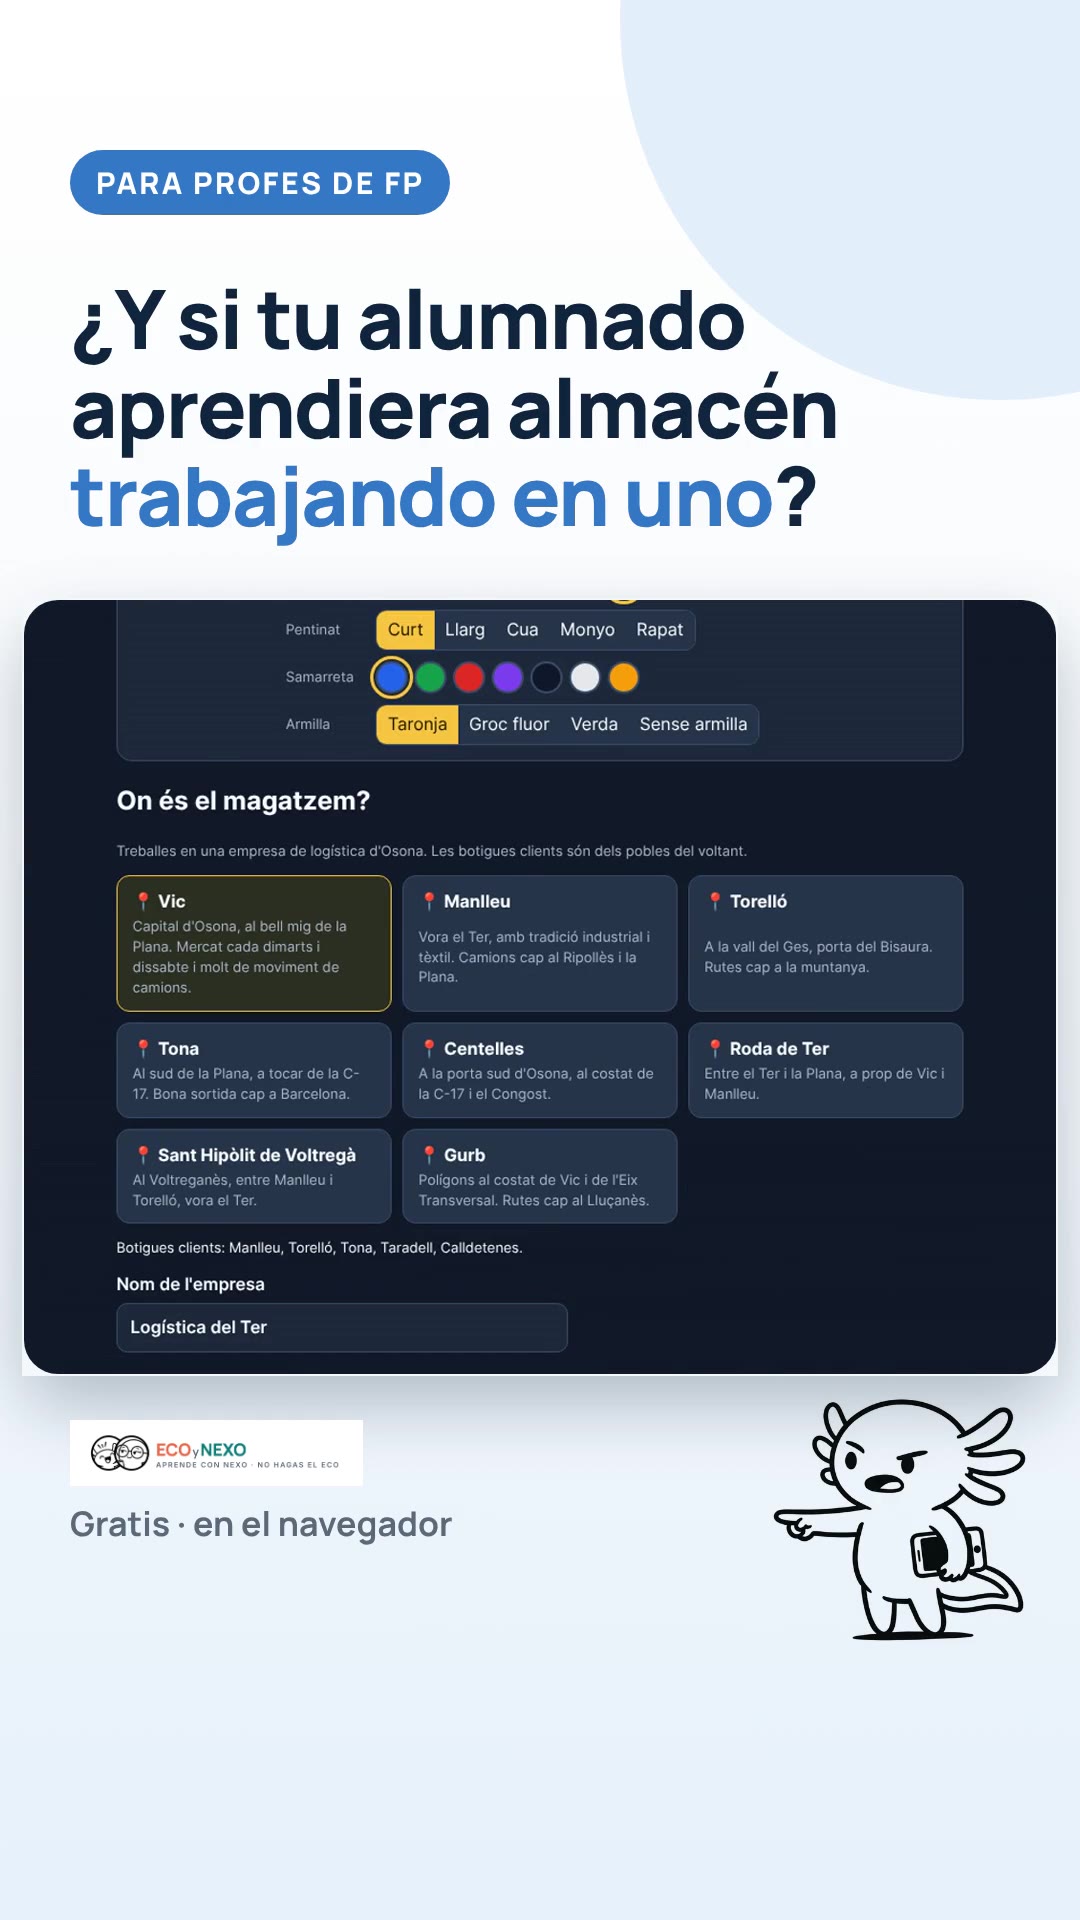 PARA PROFES DE FP
¿Y si tu alumnado
aprendiera almacén
trabajando en uno?
Pentinat
Curt Llarg Cua Monyo Rapat
Samarreta
Armilla
Taronja Groc fluor Verda Sense armilla
On és el magatzem?
Treballes en una empresa de logística d'Osona. Les botigues clients són dels pobles del voltant.
Vic
Capital d'Osona, al bell mig de la
Plana. Mercat cada dimarts i
dissabte i molt de moviment de
camions.
Manlleu
Vora el Ter, amb tradició industrial i
tèxtil. Camions cap al Ripollès i la
Plana.
Torelló
A la vall del Ges, porta del Bisaura.
Rutes cap a la muntanya.
Tona
Al sud de la Plana, a tocar de la C-
17. Bona sortida cap a Barcelona.
Centelles
A la porta sud d'Osona, al costat de
la C-17 i el Congost.
Roda de Ter
Entre el Ter i la Plana, a prop de Vic i
Manlleu.
Sant Hipòlit de Voltregà
Al Voltreganès, entre Manlleu i
Torelló, vora el Ter.
Gurb
Polígons al costat de Vic i de l'Eix
Transversal. Rutes cap al Lluçanès.
Botigues clients: Manlleu, Torelló, Tona, Taradell, Calldetenes.
Nom de l'empresa
Logística del Ter
ECOyNEXO
APRENDE CON NEXO · NO HAGAS EL ECO
Gratis · en el navegador